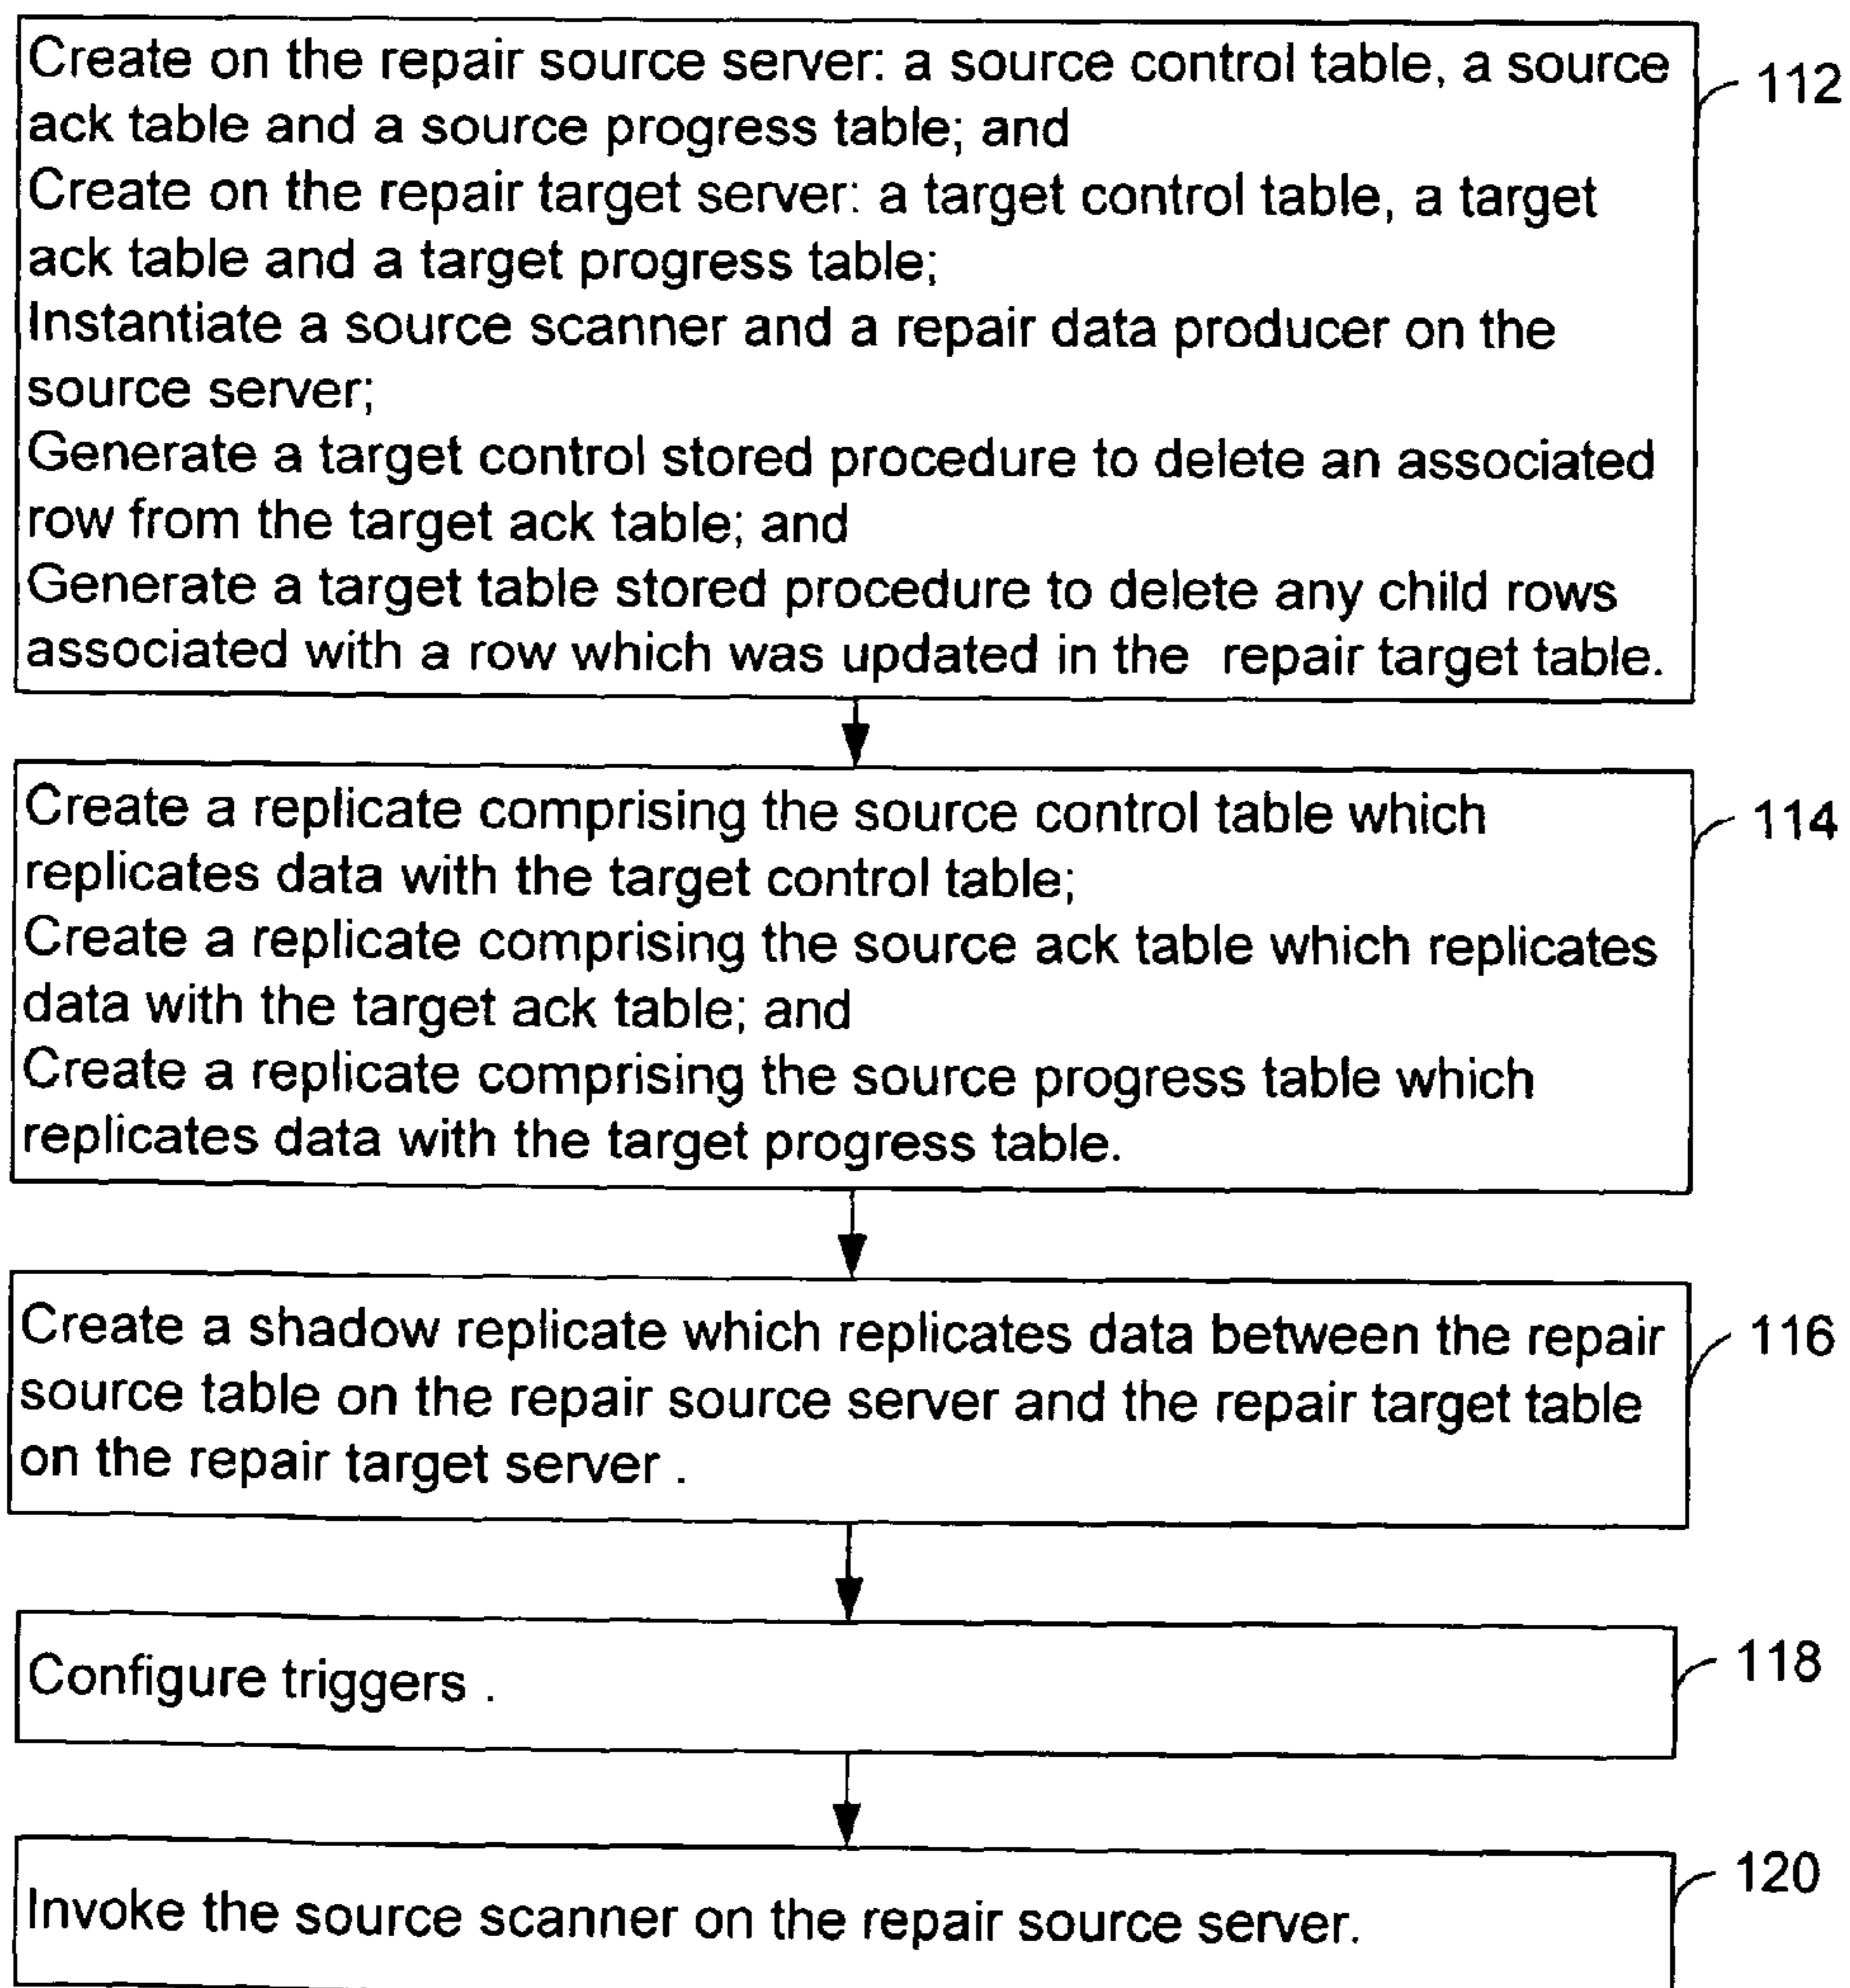 Create on the repair source server: a source control table, a source
ack table and a source progress table; and
Create on the repair target server: a target control table, a target
ack table and a target progress table;
Instantiate a source scanner and a repair data producer on the
source server;
Generate a target control stored procedure to delete an associated
row from the target ack table; and
Generate a target table stored procedure to delete any child rows
associated with a row which was updated in the repair target table.
112
Create a replicate comprising the source control table which
replicates data with the target control table;
Create a replicate comprising the source ack table which replicates
data with the target ack table; and
Create a replicate comprising the source progress table which
replicates data with the target progress table.
114
Create a shadow replicate which replicates data between the repair
source table on the repair source server and the repair target table
on the repair target server .
116
Configure triggers .
118
Invoke the source scanner on the repair source server.
120